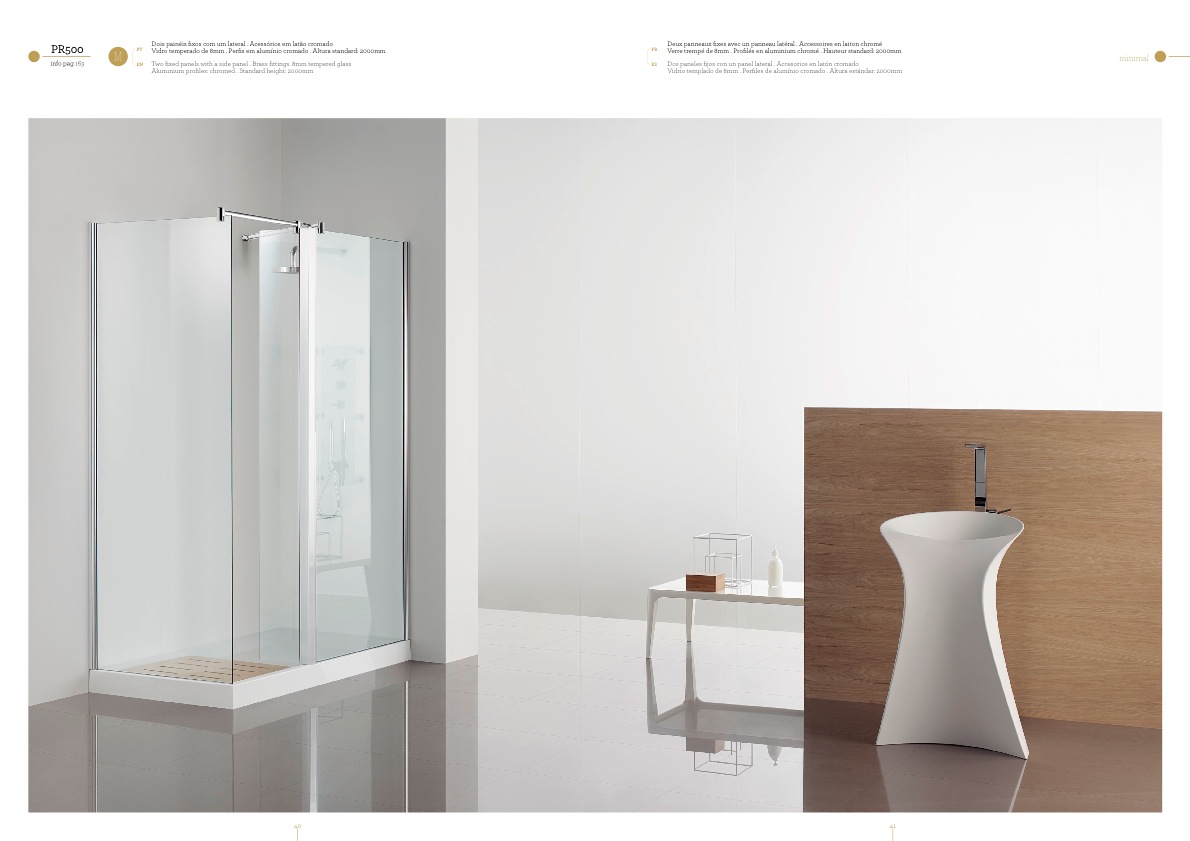 PR500
info pag 163
M
PT
Dois painéis fixos com um lateral . Acessórios em latão cromado
Vidro temperado de 8mm . Perfis em alumínio cromado . Altura standard: 2000mm
EN
Two fixed panels with a side panel . Brass fittings. 8mm tempered glass
Aluminium profiles: chromed . Standard height: 2000mm
FR
Deux panneaux fixes avec un panneau latéral . Accessoires en laiton chromé
Verre trempé de 8mm . Profilés en aluminium chromé . Hauteur standard: 2000mm
ES
Dos paneles fijos con un panel lateral . Accesorios en latón cromado
Vidrio templado de 8mm . Perfiles de aluminio cromado . Altura estándar: 2000mm
minimal
40
41